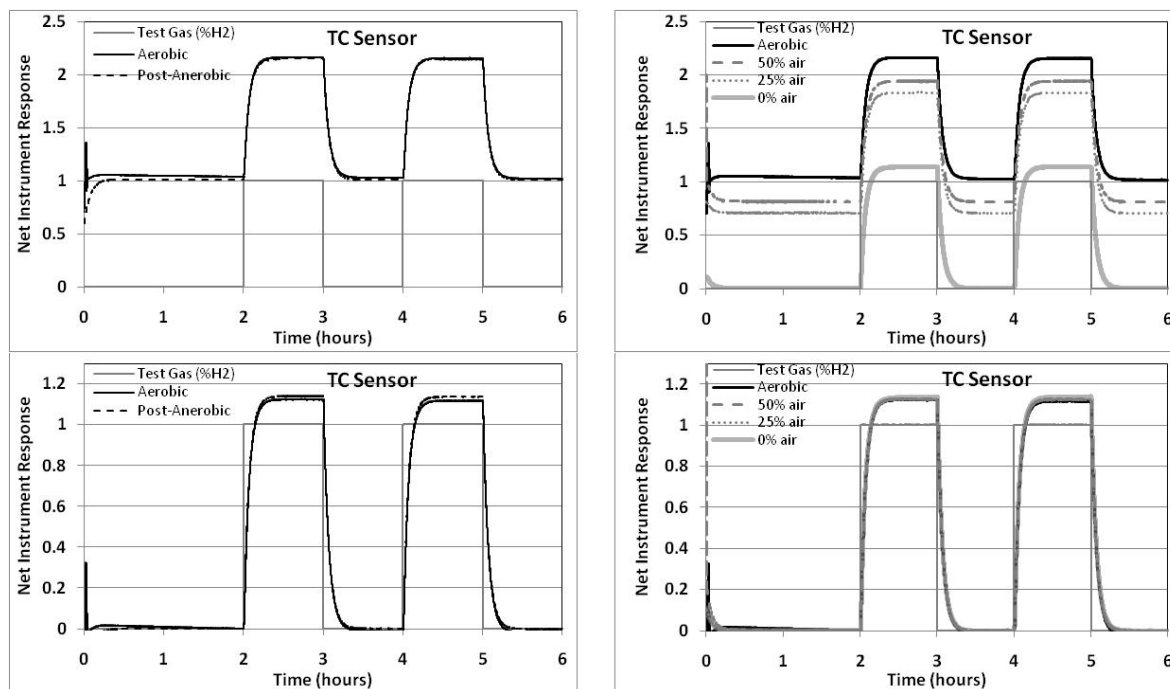 TC Sensor
Test Gas (%H2)
Aerobic
Post-Anerobic
Net Instrument Response
2.5
2
1.5
1
0.5
0
0 1 2 3 4 5 6
Time (hours)
TC Sensor
Test Gas (%H2)
Aerobic
50% air
25% air
0% air
Net Instrument Response
2.5
2
1.5
1
0.5
0
0 1 2 3 4 5 6
Time (hours)
TC Sensor
Test Gas (%H2)
Aerobic
Post-Anerobic
Net Instrument Response
1.2
1
0.8
0.6
0.4
0.2
0
0 1 2 3 4 5 6
Time (hours)
TC Sensor
Test Gas (%H2)
Aerobic
50% air
25% air
0% air
Net Instrument Response
1.2
1
0.8
0.6
0.4
0.2
0
0 1 2 3 4 5 6
Time (hours)